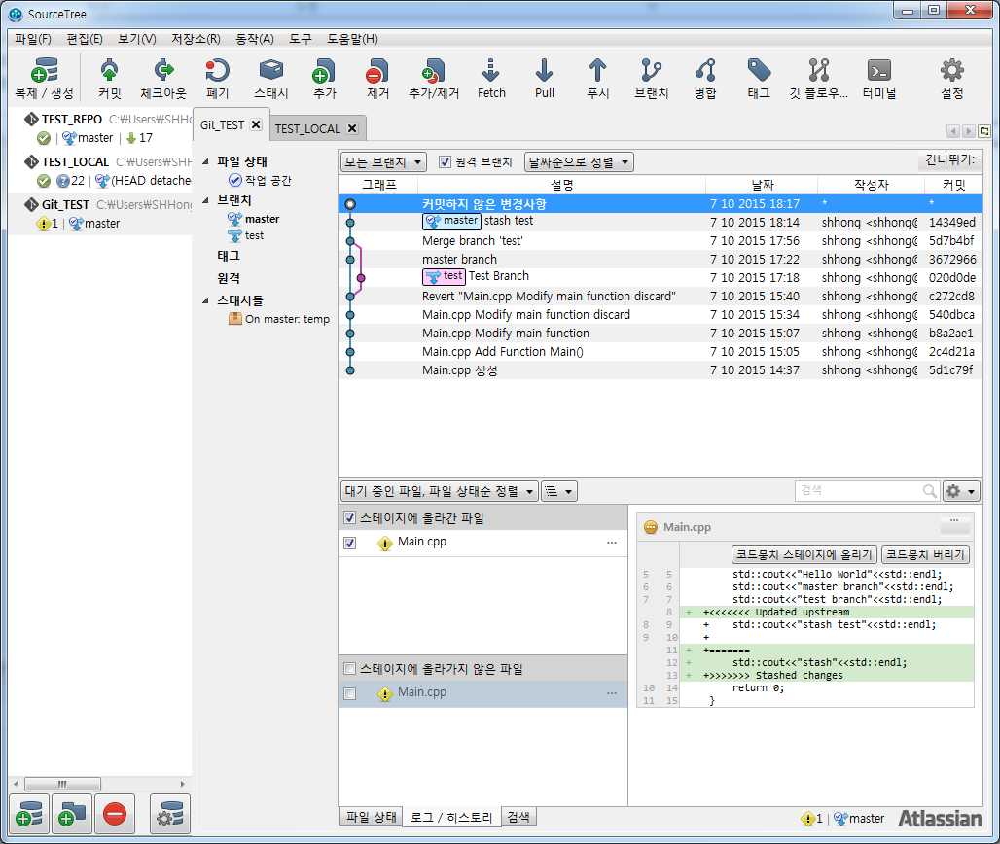 SourceTree
파일(F) 편집(E) 보기(V) 저장소(R) 동작(A) 도구 도움말(H)
복제 / 생성 커밋 체크아웃 폐기 스태시 추가 제거 추가/제거 Fetch Pull 푸시 브랜치 병합 태그 깃 플로우... 터미널 설정
TEST_REPO C:₩Users₩SHHong
master 17
TEST_LOCAL C:₩Users₩SHH
22 (HEAD detache
Git_TEST C:₩Users₩SHHong
1 master
Git_TEST TEST_LOCAL
파일 상태
작업 공간
브랜치
master
test
태그
원격
스태시들
On master: temp
모든 브랜치 원격 브랜치 날짜순으로 정렬 건너뛰기:
그래프 설명 날짜 작성자 커밋
커밋하지 않은 변경사항 7 10 2015 18:17 * *
master stash test 7 10 2015 18:14 shhong <shhong@ 14349ed
Merge branch 'test' 7 10 2015 17:56 shhong <shhong@ 5d7b4bf
master branch 7 10 2015 17:22 shhong <shhong@ 3672966
test Test Branch 7 10 2015 17:18 shhong <shhong@ 020d0de
Revert "Main.cpp Modify main function discard" 7 10 2015 15:40 shhong <shhong@ c272cd8
Main.cpp Modify main function discard 7 10 2015 15:34 shhong <shhong@ 540dbca
Main.cpp Modify main function 7 10 2015 15:07 shhong <shhong@ b8a2ae1
Main.cpp Add Function Main() 7 10 2015 15:05 shhong <shhong@ 2c4d21a
Main.cpp 생성 7 10 2015 14:37 shhong <shhong@ 5d1c79f
대기 중인 파일, 파일 상태순 정렬 검색
스테이지에 올라간 파일
Main.cpp ...
스테이지에 올라가지 않은 파일
Main.cpp ...
Main.cpp ...
코드뭉치 스테이지에 올리기 코드뭉치 버리기
5 5 std::cout<<"Hello World"<<std::endl;
6 6 std::cout<<"master branch"<<std::endl;
7 7 std::cout<<"test branch"<<std::endl;
8 + +<<<<<<< Updated upstream
8 9 + std::cout<<"stash test"<<std::endl;
9 10 +
11 + +=======
12 + std::cout<<"stash"<<std::endl;
13 + +>>>>>>> Stashed changes
10 14 return 0;
11 15 }
파일 상태 로그 / 히스토리 검색
1 master Atlassian